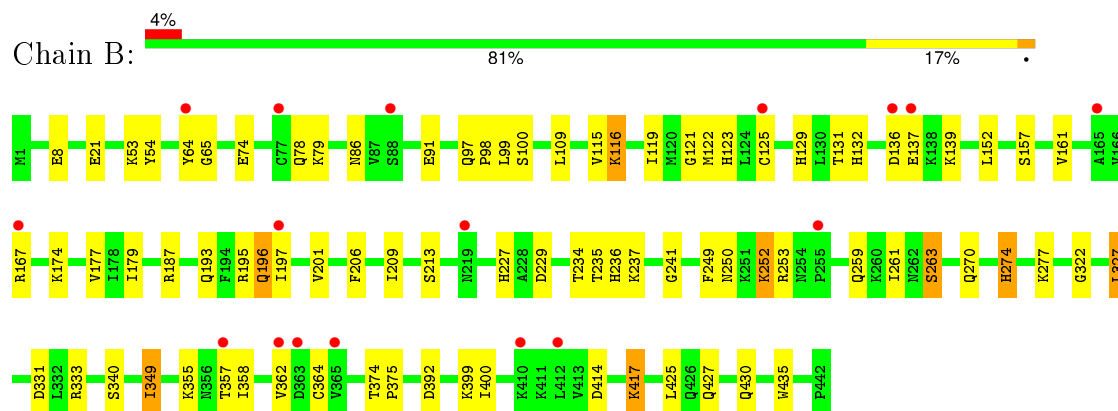 4%
Chain B:
81% 17% •
M1 E8 E21 K53 Y54 Y64 G65 E74 C77 Q78 K79 N86 V87 S88 E91 Q97 P98 L99 S100 L109 V115 K116 I119 M120 G121 M122 H123 L124 C125 H129 L130 T131 H132 D136 E137 K138 K139 L152 S157 V161 A165 V166
R167 K174 V177 I178 I179 R187 Q193 F194 R195 Q196 I197 V201 F206 I209 S213 N219 H227 A228 D229 T234 T235 H236 K237 G241 F249 N250 K251 K252 R253 N254 P255 Q259 K260 I261 N262 S263 Q270 H274 K277 G322 L327
D331 L332 R333 S340 I349 K355 N356 T357 I358 V362 D363 C364 V365 T374 P375 D392 K399 I400 K410 K411 L412 V413 D414 K417 L425 Q426 Q427 Q430 W435 P442